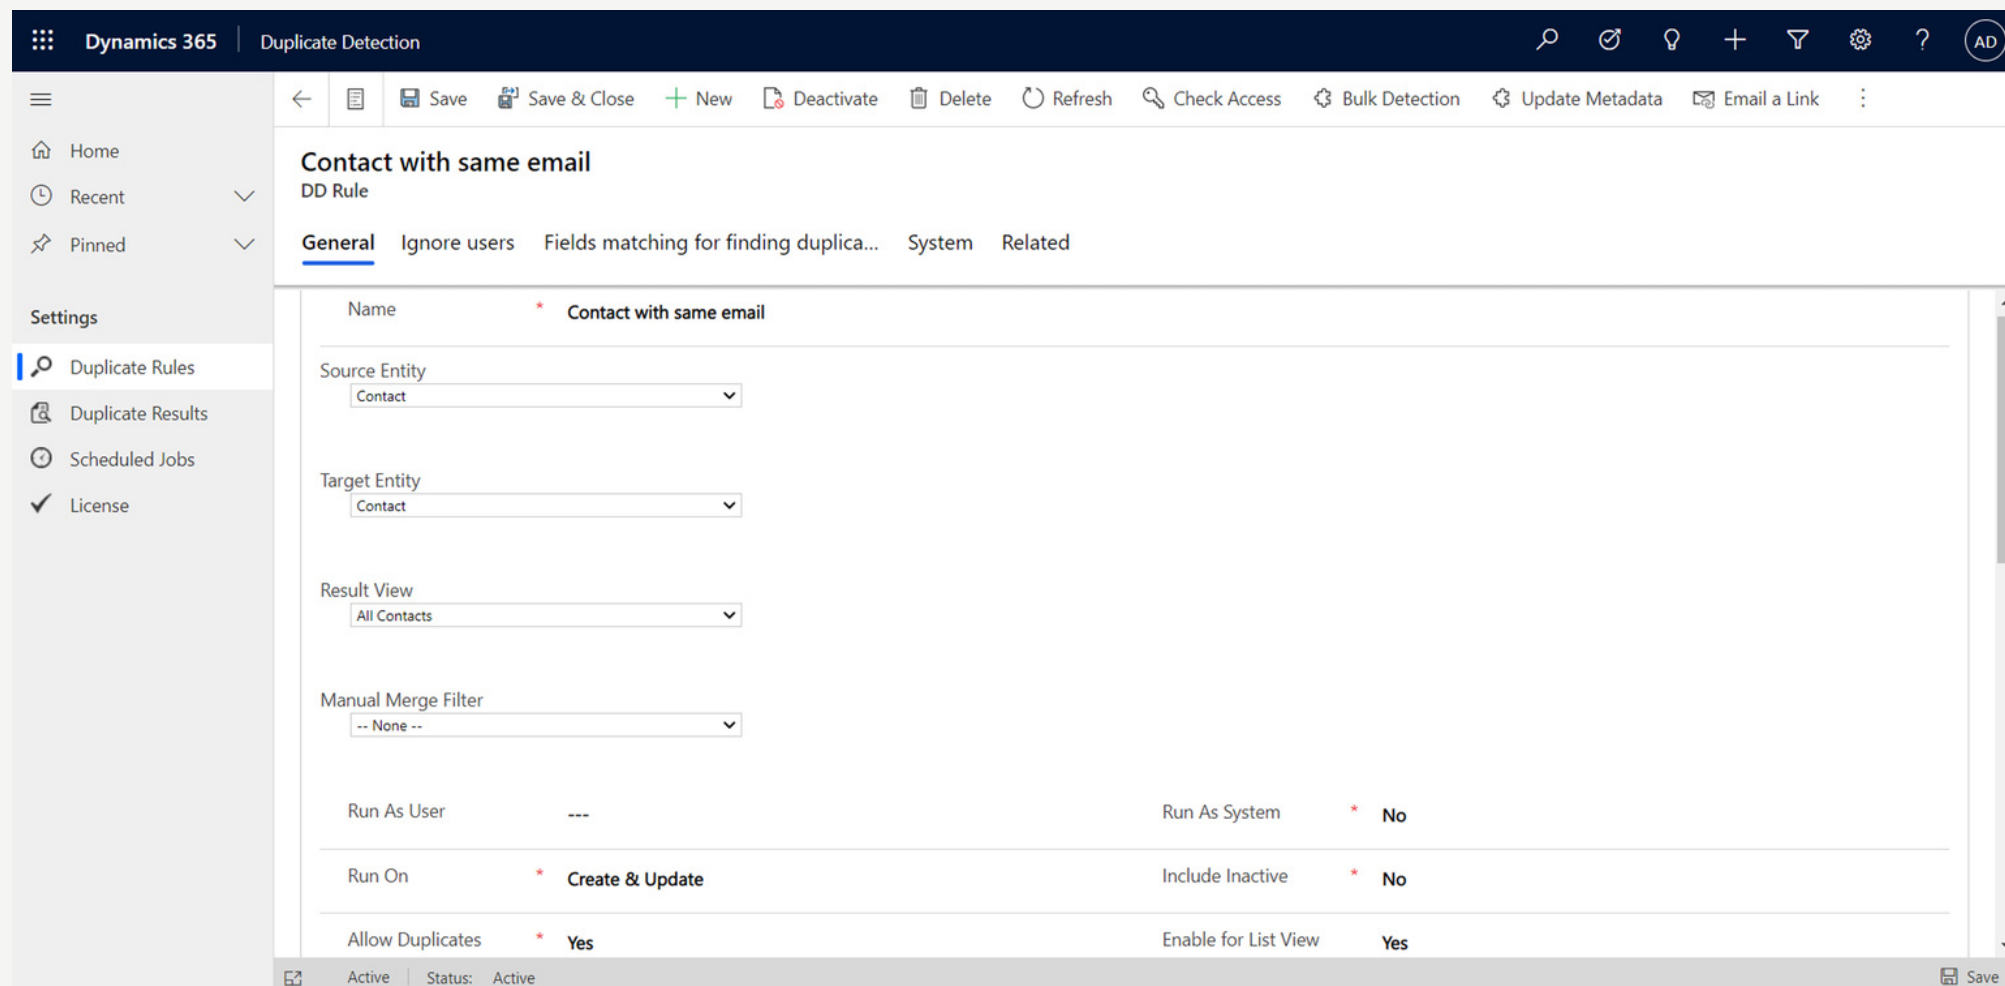 Dynamics 365 Duplicate Detection AD
Save Save & Close New Deactivate Delete Refresh Check Access Bulk Detection Update Metadata Email a Link
Home
Recent
Pinned
Settings
Duplicate Rules
Duplicate Results
Scheduled Jobs
License
Contact with same email
DD Rule
General Ignore users Fields matching for finding duplica... System Related
Name * Contact with same email
Source Entity
Contact
Target Entity
Contact
Result View
All Contacts
Manual Merge Filter
-- None --
Run As User --- Run As System * No
Run On * Create & Update Include Inactive * No
Allow Duplicates * Yes Enable for List View Yes
Active Status: Active Save